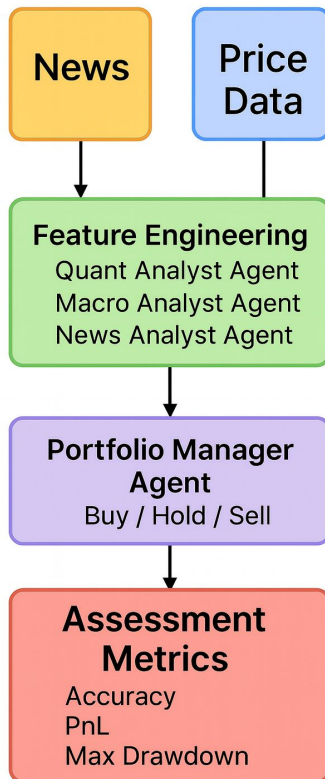 News
Price
Data
Feature Engineering
Quant Analyst Agent
Macro Analyst Agent
News Analyst Agent
Portfolio Manager
Agent
Buy / Hold / Sell
Assessment
Metrics
Accuracy
PnL
Max Drawdown